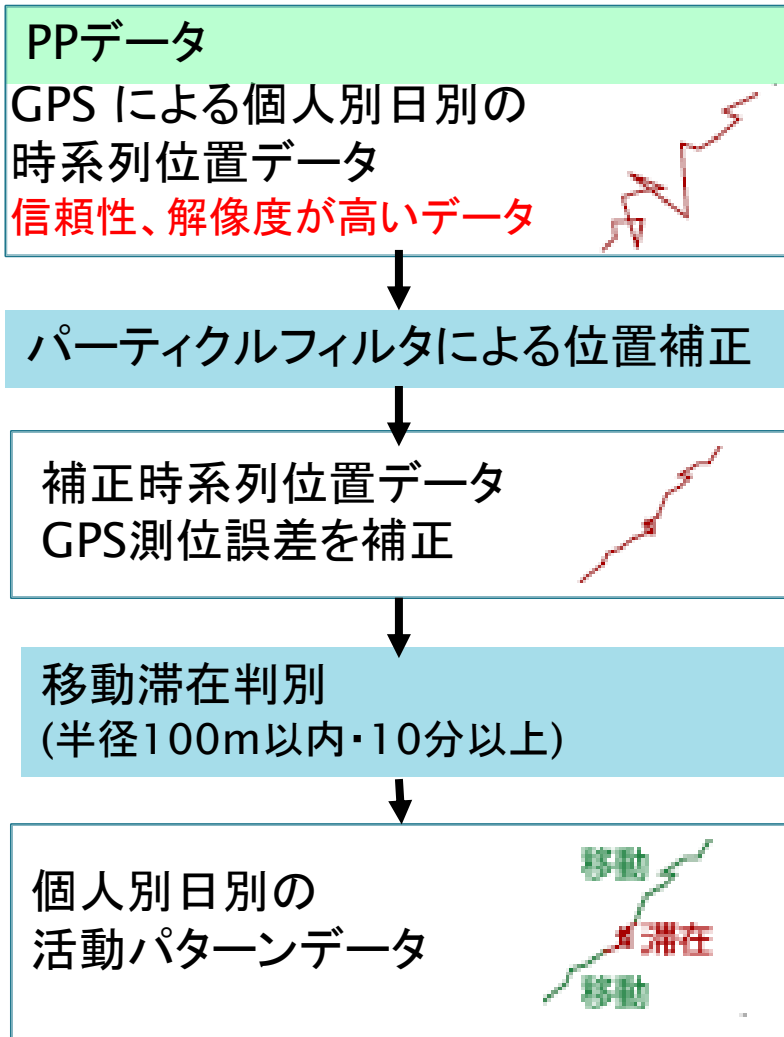 PPデータ
GPS による個人別日別の
時系列位置データ
信頼性、解像度が高いデータ
パーティクルフィルタによる位置補正
補正時系列位置データ
GPS測位誤差を補正
移動滞在判別
(半径100m以内・10分以上)
個人別日別の
活動パターンデータ
移動
滞在
移動